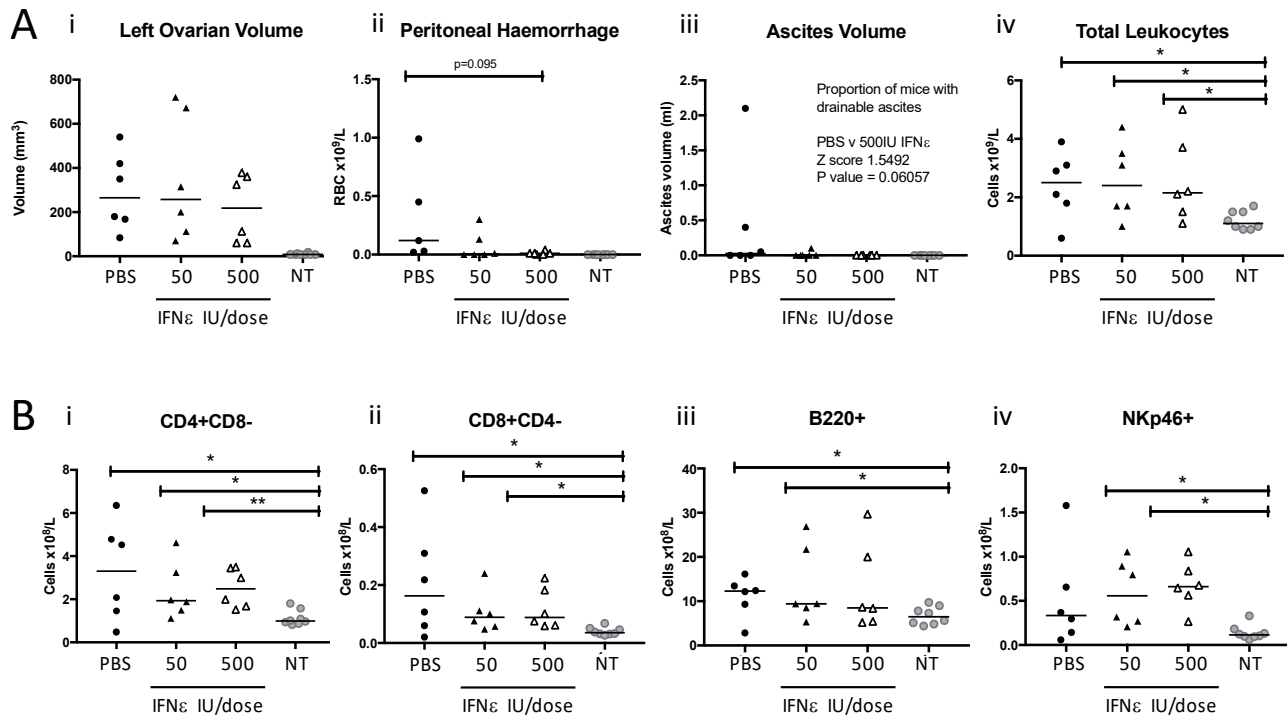 A
i
Left Ovarian Volume
Volume (mm³)
800
600
400
200
0
PBS
50
500
NT
IFNε IU/dose
ii
Peritoneal Haemorrhage
p=0.095
RBC x10⁹/L
1.5
1.0
0.5
0.0
PBS
50
500
NT
IFNε IU/dose
iii
Ascites Volume
Ascites volume (ml)
2.5
2.0
1.5
1.0
0.5
0.0
Proportion of mice with
drainable ascites
PBS v 500IU IFNε
Z score 1.5492
P value = 0.06057
PBS
50
500
NT
IFNε IU/dose
iv
Total Leukocytes
*
*
*
Cells x10⁹/L
6
4
2
0
PBS
50
500
NT
IFNε IU/dose
B
i
CD4+CD8-
*
*
**
Cells x10⁸/L
8
6
4
2
0
PBS
50
500
NT
IFNε IU/dose
ii
CD8+CD4-
*
*
*
Cells x10⁸/L
0.6
0.4
0.2
0.0
PBS
50
500
NT
IFNε IU/dose
iii
B220+
*
*
Cells x10⁸/L
40
30
20
10
0
PBS
50
500
NT
IFNε IU/dose
iv
NKp46+
*
*
Cells x10⁸/L
2.0
1.5
1.0
0.5
0.0
PBS
50
500
NT
IFNε IU/dose